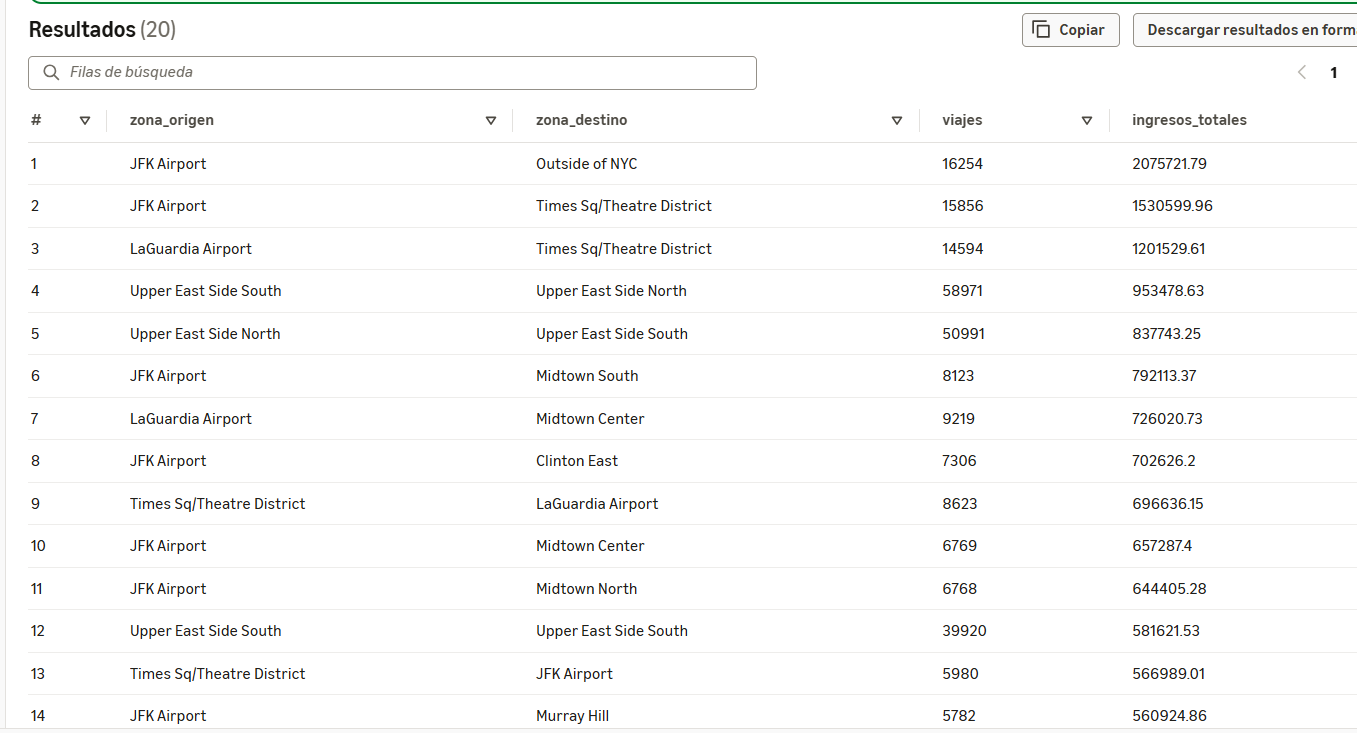 Resultados (20)
Copiar
Descargar resultados en forma
Filas de búsqueda
1
# zona_origen zona_destino viajes ingresos_totales
1 JFK Airport Outside of NYC 16254 2075721.79
2 JFK Airport Times Sq/Theatre District 15856 1530599.96
3 LaGuardia Airport Times Sq/Theatre District 14594 1201529.61
4 Upper East Side South Upper East Side North 58971 953478.63
5 Upper East Side North Upper East Side South 50991 837743.25
6 JFK Airport Midtown South 8123 792113.37
7 LaGuardia Airport Midtown Center 9219 726020.73
8 JFK Airport Clinton East 7306 702626.2
9 Times Sq/Theatre District LaGuardia Airport 8623 696636.15
10 JFK Airport Midtown Center 6769 657287.4
11 JFK Airport Midtown North 6768 644405.28
12 Upper East Side South Upper East Side South 39920 581621.53
13 Times Sq/Theatre District JFK Airport 5980 566989.01
14 JFK Airport Murray Hill 5782 560924.86